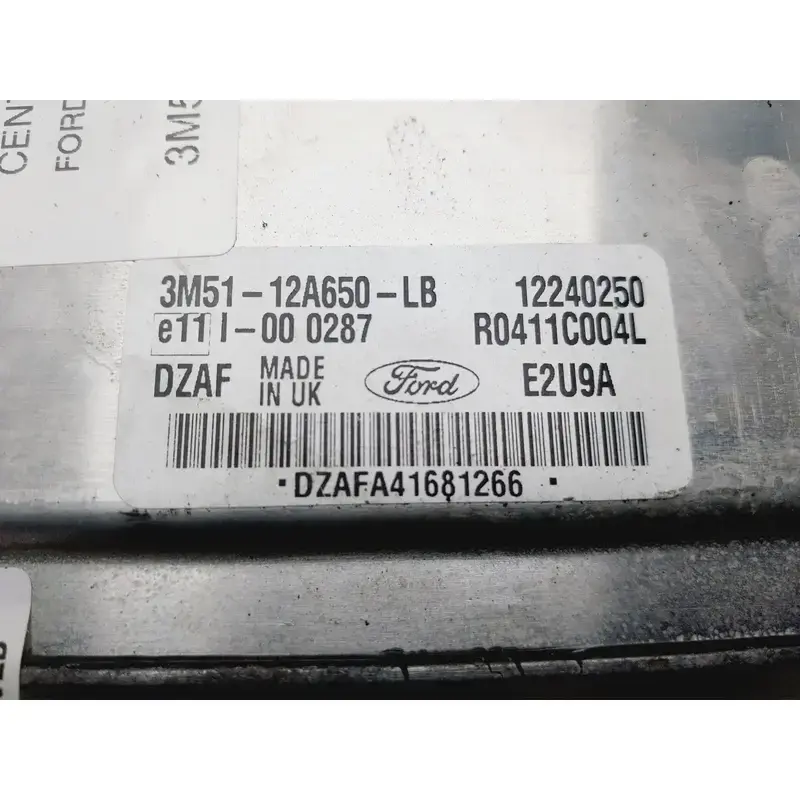 CEN
FORD
3M5
3M51-12A650-LB 12240250
e11 I-00 0287 R0411C004L
DZAF MADE IN UK Ford E2U9A
·DZAFA41681266 ·